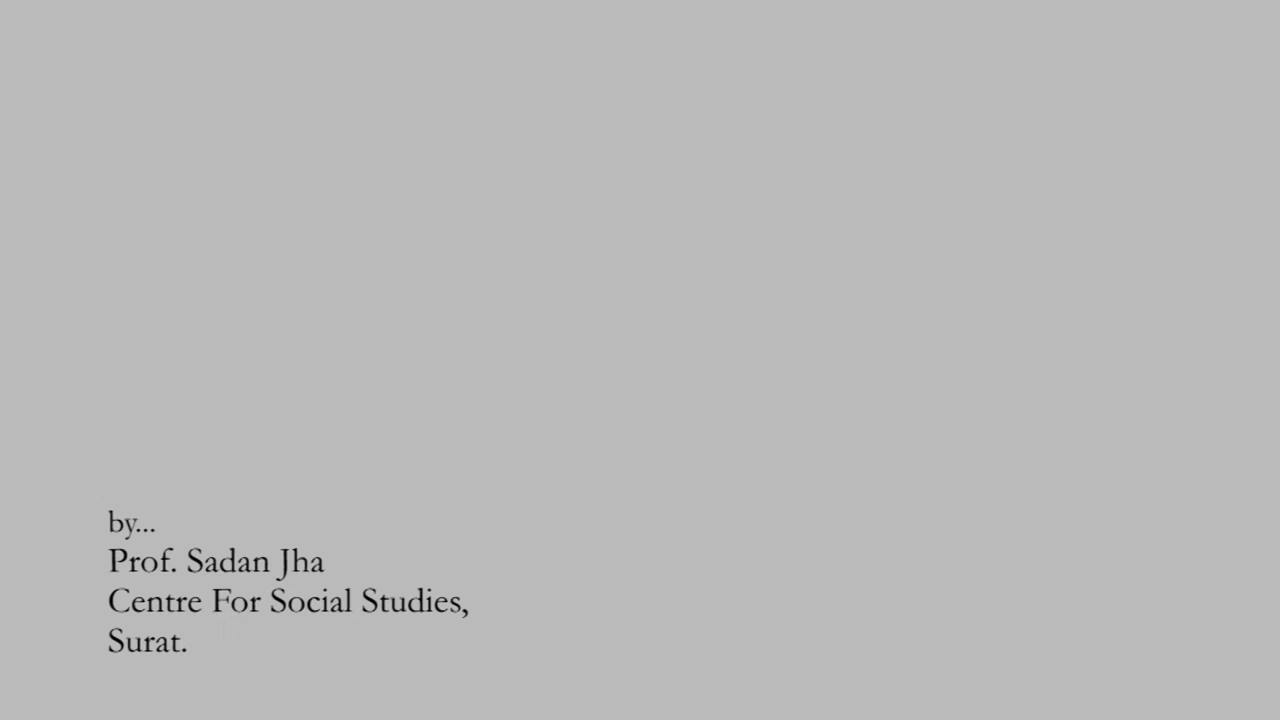 by...
Prof. Sadan Jha
Centre For Social Studies,
Surat.